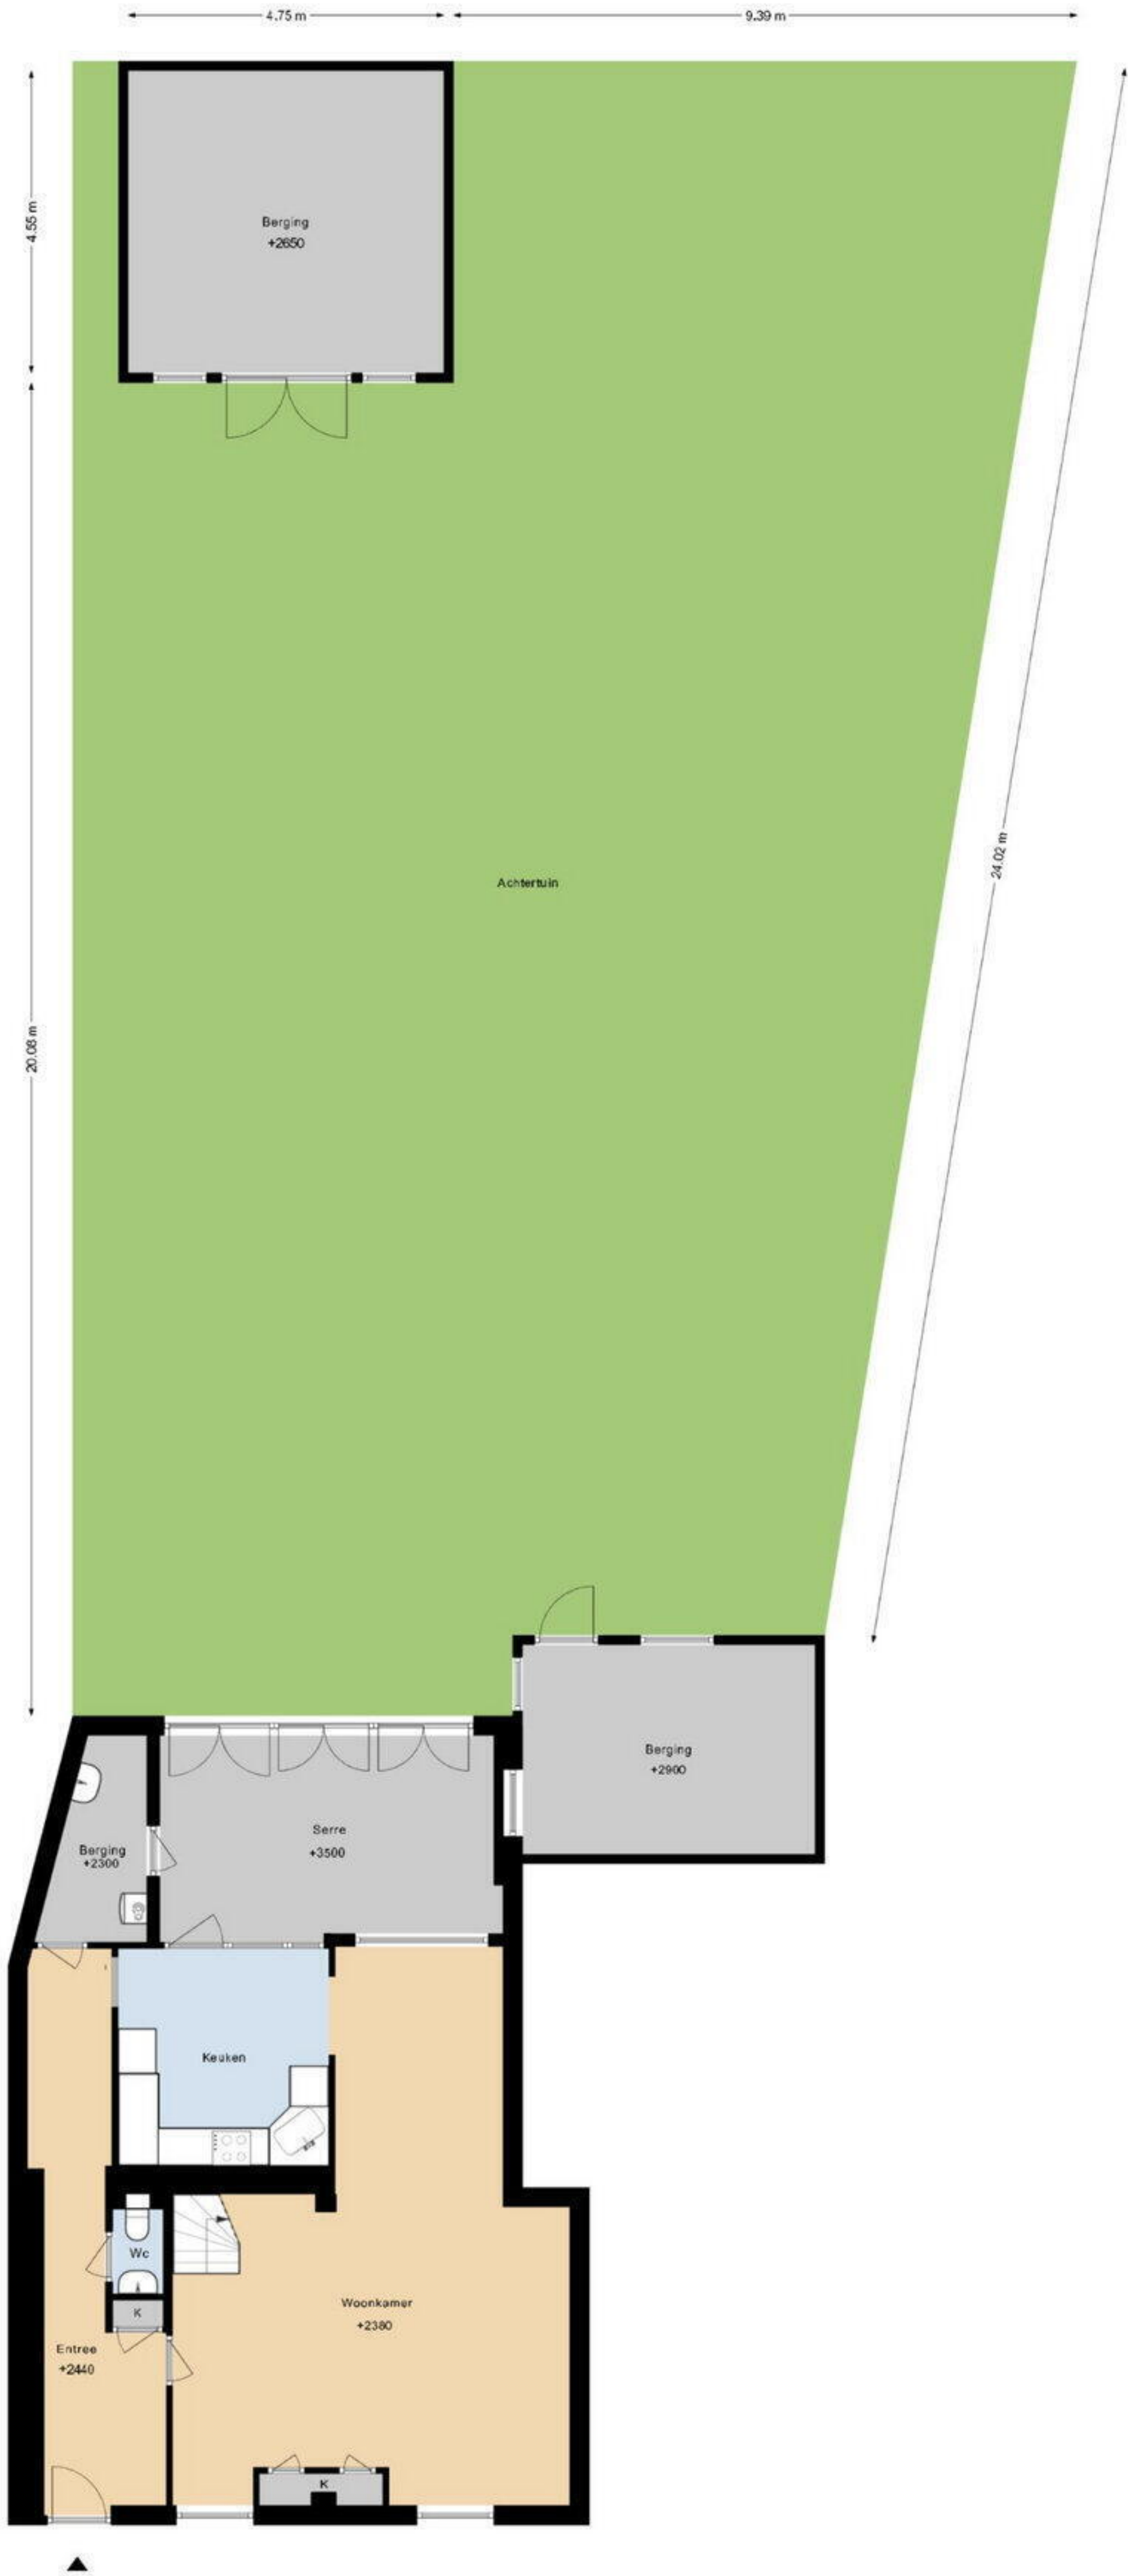 4.75 m
9.39 m
4.55 m
Berging
+2650
24.02 m
Achtertuin
20.08 m
Berging
+2900
Serre
+3500
Berging
+2300
Keuken
Wc
K
Woonkamer
+2380
Entree
+2440
K